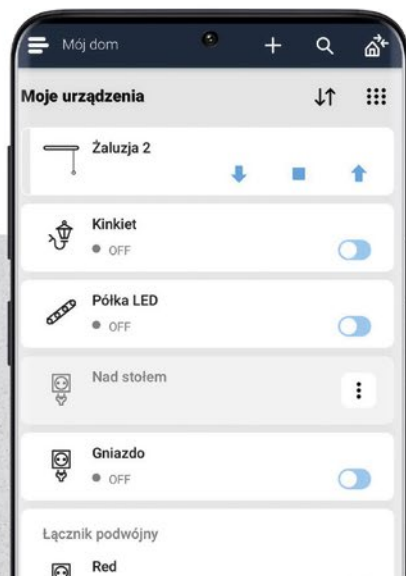 Mój dom
Moje urządzenia
Żaluzja 2
Kinkiet
OFF
Półka LED
OFF
Nad stołem
Gniazdo
OFF
Łącznik podwójny
Red